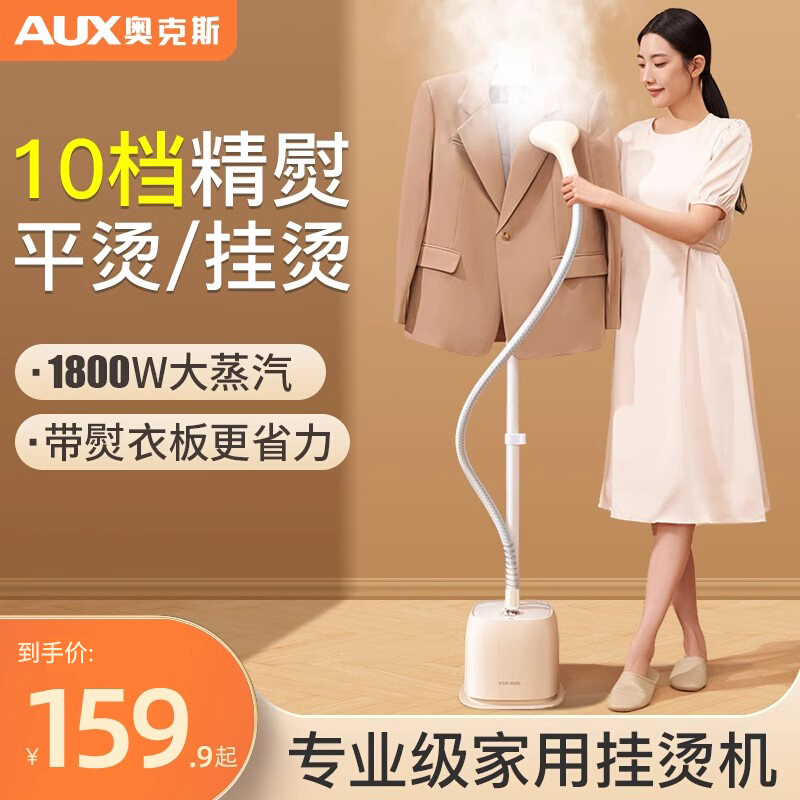 AUX奥克斯
10档精熨
平烫/挂烫
·1800W大蒸汽
·带熨衣板更省力
到手价:
¥159.9起
专业级家用挂烫机